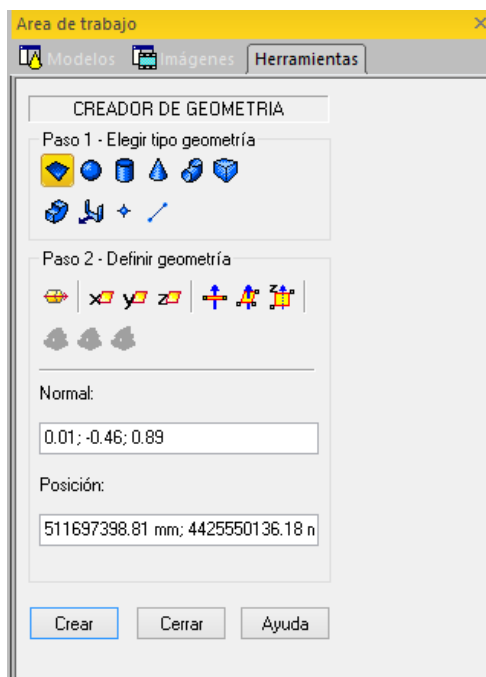 Area de trabajo
Modelos Imágenes Herramientas
CREADOR DE GEOMETRIA
Paso 1 - Elegir tipo geometría
Paso 2 - Definir geometría
x y z z
Normal:
0.01; -0.46; 0.89
Posición:
511697398.81 mm; 4425550136.18 n
Crear Cerrar Ayuda